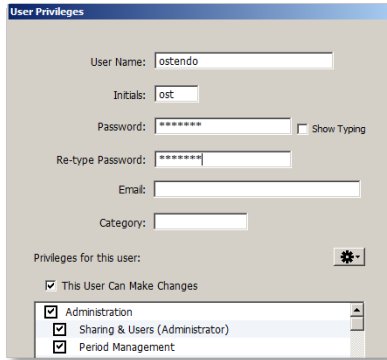 User Privileges
User Name: ostendo
Initials: ost
Password: ******* Show Typing
Re-type Password: *******
Email:
Category:
Privileges for this user:
This User Can Make Changes
Administration
Sharing & Users (Administrator)
Period Management